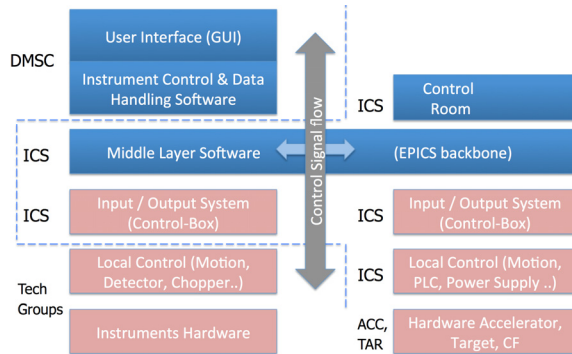 User Interface (GUI)
DMSC
Instrument Control & Data
Handling Software
ICS
Control
Room
Control Signal flow
ICS
Middle Layer Software
(EPICS backbone)
ICS
Input / Output System
(Control-Box)
ICS
Input / Output System
(Control-Box)
Tech
Groups
Local Control (Motion,
Detector, Chopper..)
ICS
Local Control (Motion,
PLC, Power Supply ..)
Instruments Hardware
ACC,
TAR
Hardware Accelerator,
Target, CF